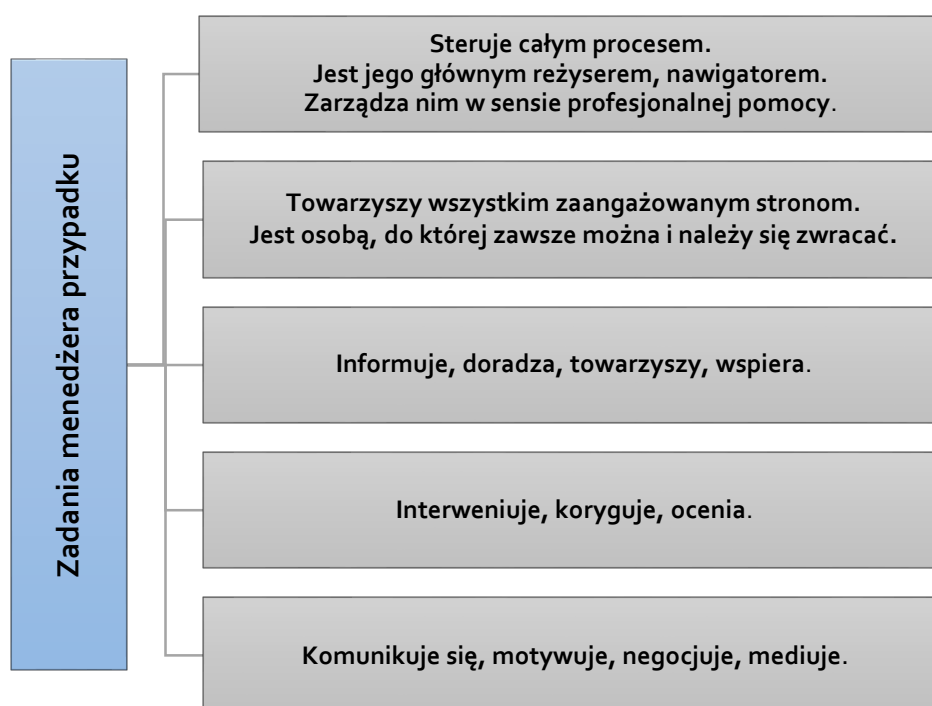 Zadania menedżera przypadku
Steruje całym procesem.
Jest jego głównym reżyserem, nawigatorem.
Zarządza nim w sensie profesjonalnej pomocy.
Towarzyszy wszystkim zaangażowanym stronom.
Jest osobą, do której zawsze można i należy się zwracać.
Informuje, doradza, towarzyszy, wspiera.
Interweniuje, koryguje, ocenia.
Komunikuje się, motywuje, negocjuje, mediuje.